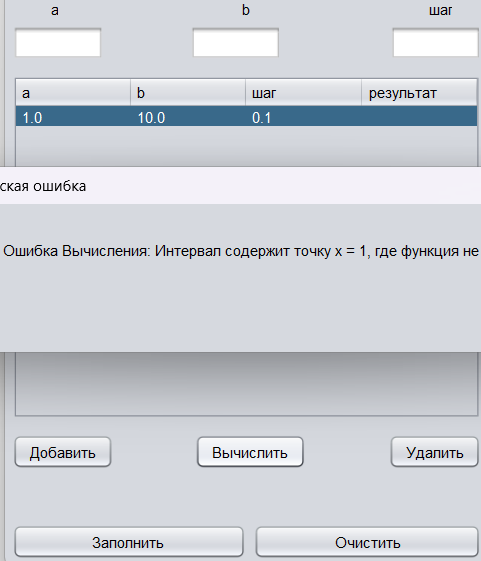 a b шаг
a b шаг результат
1.0 10.0 0.1
ская ошибка
Ошибка Вычисления: Интервал содержит точку x = 1, где функция не
Добавить Вычислить Удалить
Заполнить Очистить